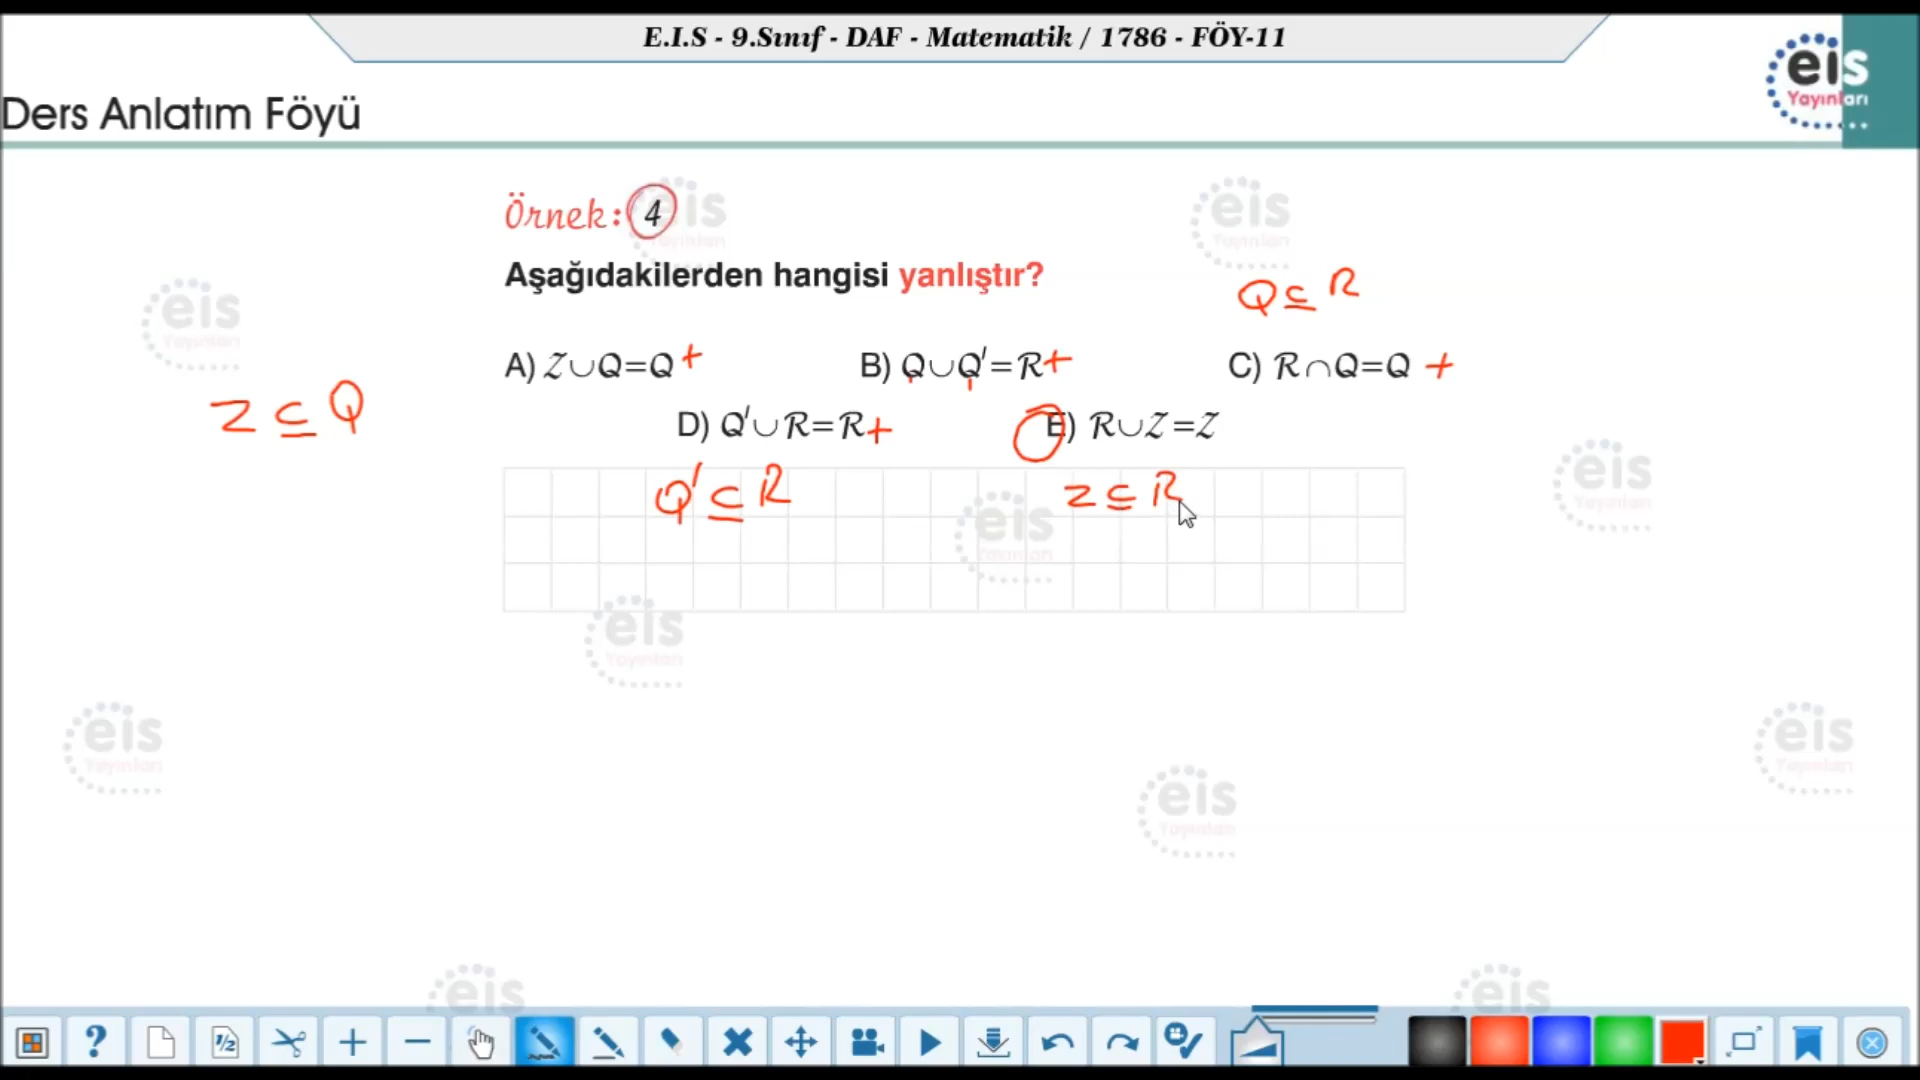 E.I.S - 9.Sınıf - DAF - Matematik / 1786 - FÖY-11
eis
Yayınları
Ders Anlatım Föyü
Örnek: 4
Aşağıdakilerden hangisi yanlıştır?
Q ⊆ R
A) Z∪Q=Q +
B) Q∪Q'=R +
C) R∩Q=Q +
Z ⊆ Q
D) Q'∪R=R +
E) R∪Z=Z
Q' ⊆ R
Z ⊆ R